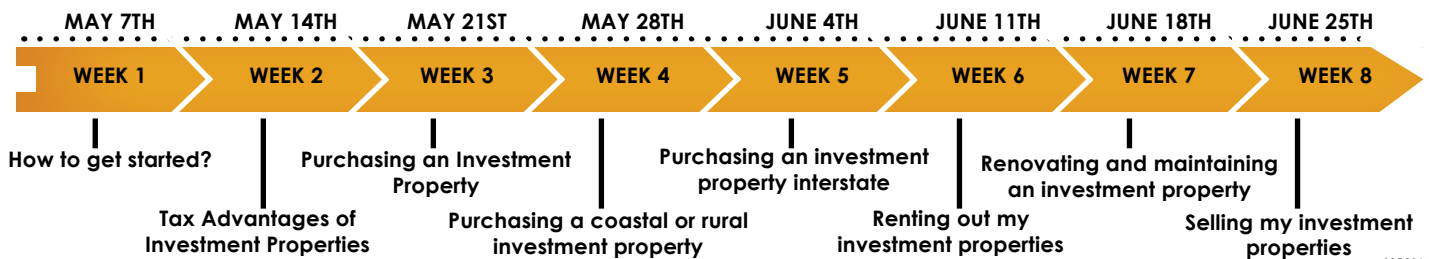 MAY 7TH
MAY 14TH
MAY 21ST
MAY 28TH
JUNE 4TH
JUNE 11TH
JUNE 18TH
JUNE 25TH
WEEK 1
WEEK 2
WEEK 3
WEEK 4
WEEK 5
WEEK 6
WEEK 7
WEEK 8
How to get started?
Tax Advantages of
Investment Properties
Purchasing an Investment
Property
Purchasing a coastal or rural
investment property
Purchasing an investment
property interstate
Renting out my
investment properties
Renovating and maintaining
an investment property
Selling my investment
properties